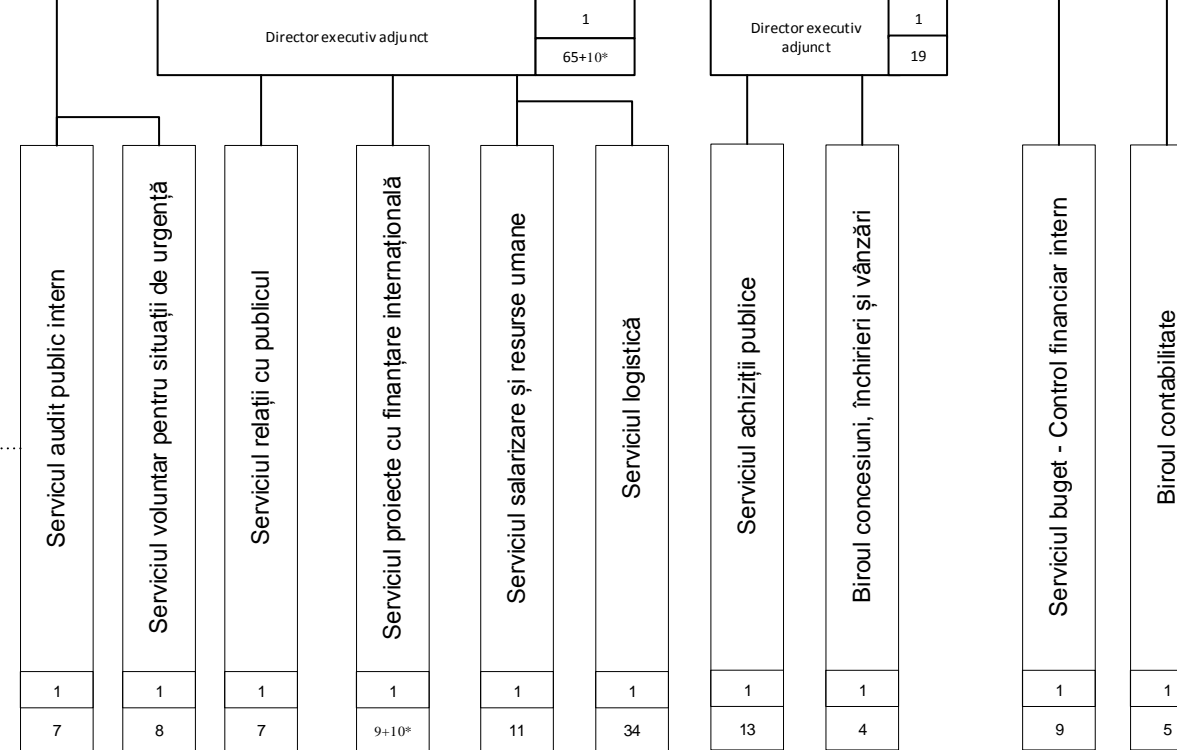 Director executiv adjunct
1
65+10*
Director executiv
adjunct
1
19
Servicul audit public intern
1
7
Serviciul voluntar pentru situații de urgență
1
8
Serviciul relații cu publicul
1
7
Serviciul proiecte cu finanțare internațională
1
9+10*
Serviciul salarizare și resurse umane
1
11
Serviciul logistică
1
34
Serviciul achiziții publice
1
13
Biroul concesiuni, închirieri și vânzări
1
4
Serviciul buget - Control financiar intern
1
9
Biroul contabilitate
1
5